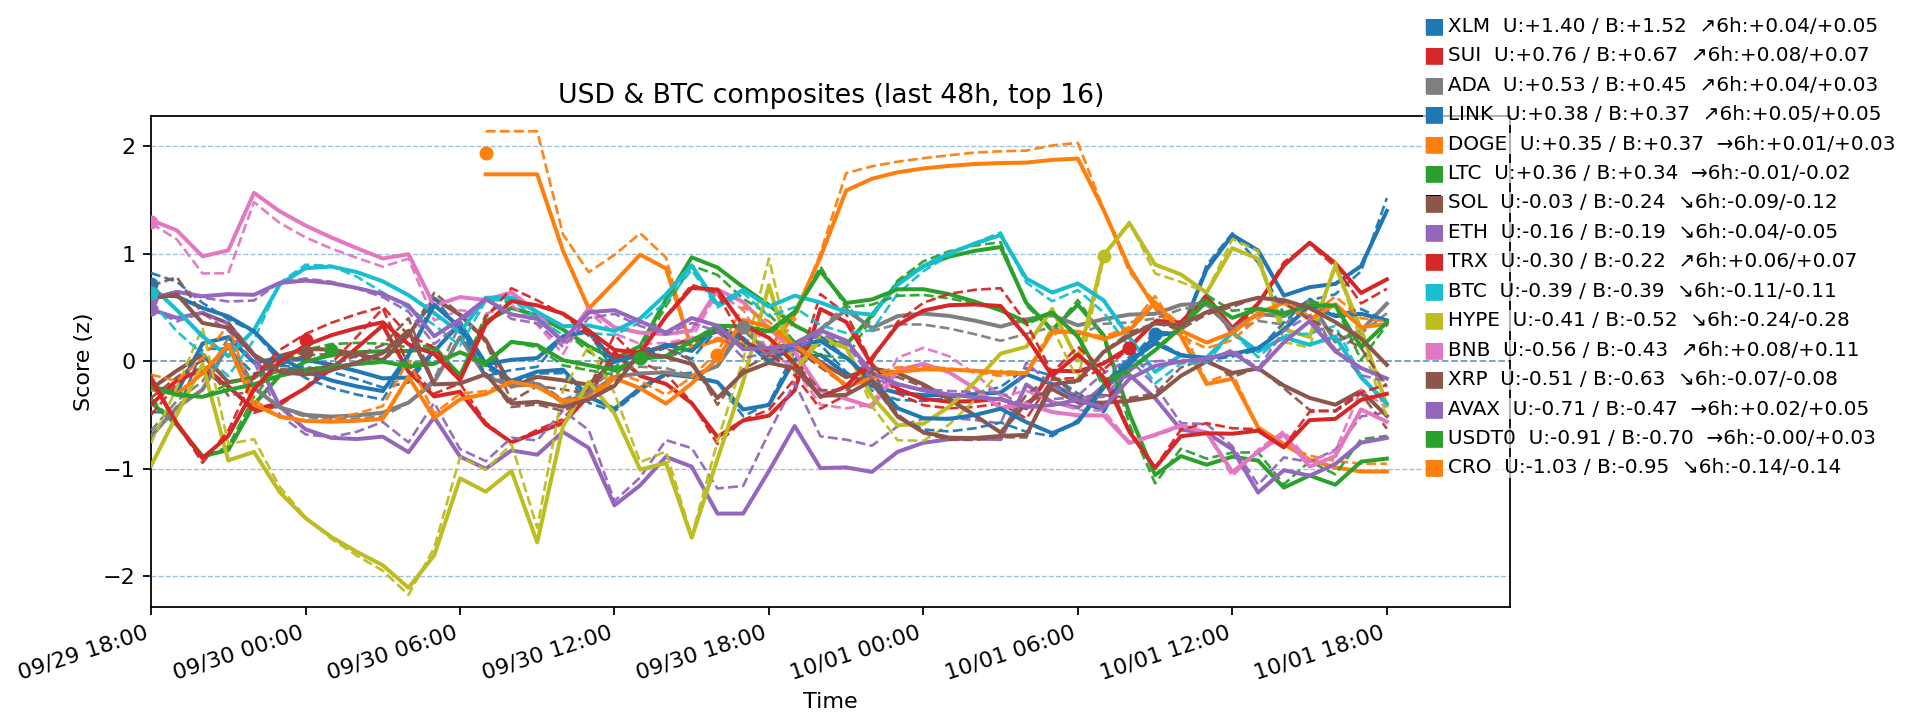 XLM  U:+1.40 / B:+1.52  ↗6h:+0.04/+0.05
SUI  U:+0.76 / B:+0.67  ↗6h:+0.08/+0.07
ADA  U:+0.53 / B:+0.45  ↗6h:+0.04/+0.03
LINK  U:+0.38 / B:+0.37  ↗6h:+0.05/+0.05
DOGE  U:+0.35 / B:+0.37  →6h:+0.01/+0.03
LTC  U:+0.36 / B:+0.34  →6h:-0.01/-0.02
SOL  U:-0.03 / B:-0.24  ↘6h:-0.09/-0.12
ETH  U:-0.16 / B:-0.19  ↘6h:-0.04/-0.05
TRX  U:-0.30 / B:-0.22  ↗6h:+0.06/+0.07
BTC  U:-0.39 / B:-0.39  ↘6h:-0.11/-0.11
HYPE  U:-0.41 / B:-0.52  ↘6h:-0.24/-0.28
BNB  U:-0.56 / B:-0.43  ↗6h:+0.08/+0.11
XRP  U:-0.51 / B:-0.63  ↘6h:-0.07/-0.08
AVAX  U:-0.71 / B:-0.47  →6h:+0.02/+0.05
USDT0  U:-0.91 / B:-0.70  →6h:-0.00/+0.03
CRO  U:-1.03 / B:-0.95  ↘6h:-0.14/-0.14
USD & BTC composites (last 48h, top 16)
Score (z)
2
1
0
−1
−2
09/29 18:00
09/30 00:00
09/30 06:00
09/30 12:00
09/30 18:00
10/01 00:00
10/01 06:00
10/01 12:00
10/01 18:00
Time